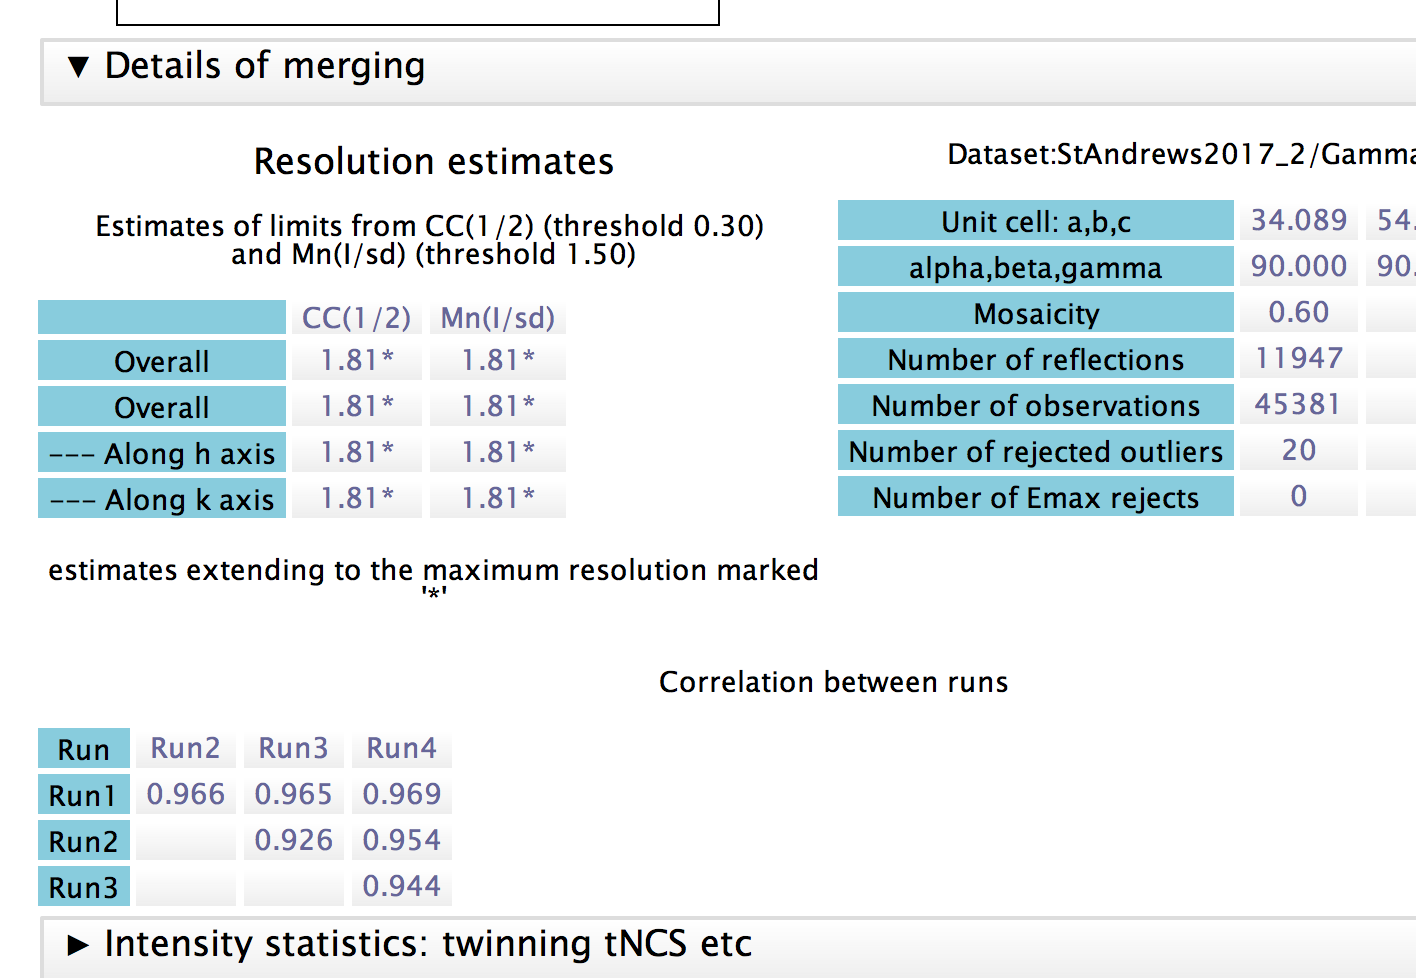 ▼ Details of merging
Resolution estimates
Estimates of limits from CC(1/2) (threshold 0.30)
and Mn(I/sd) (threshold 1.50)
CC(1/2) Mn(I/sd)
Overall 1.81* 1.81*
Overall 1.81* 1.81*
--- Along h axis 1.81* 1.81*
--- Along k axis 1.81* 1.81*
estimates extending to the maximum resolution marked
'*'
Dataset:StAndrews2017_2/Gamma
Unit cell: a,b,c 34.089 54.
alpha,beta,gamma 90.000 90.
Mosaicity 0.60
Number of reflections 11947
Number of observations 45381
Number of rejected outliers 20
Number of Emax rejects 0
Correlation between runs
Run Run2 Run3 Run4
Run1 0.966 0.965 0.969
Run2 0.926 0.954
Run3 0.944
► Intensity statistics: twinning tNCS etc